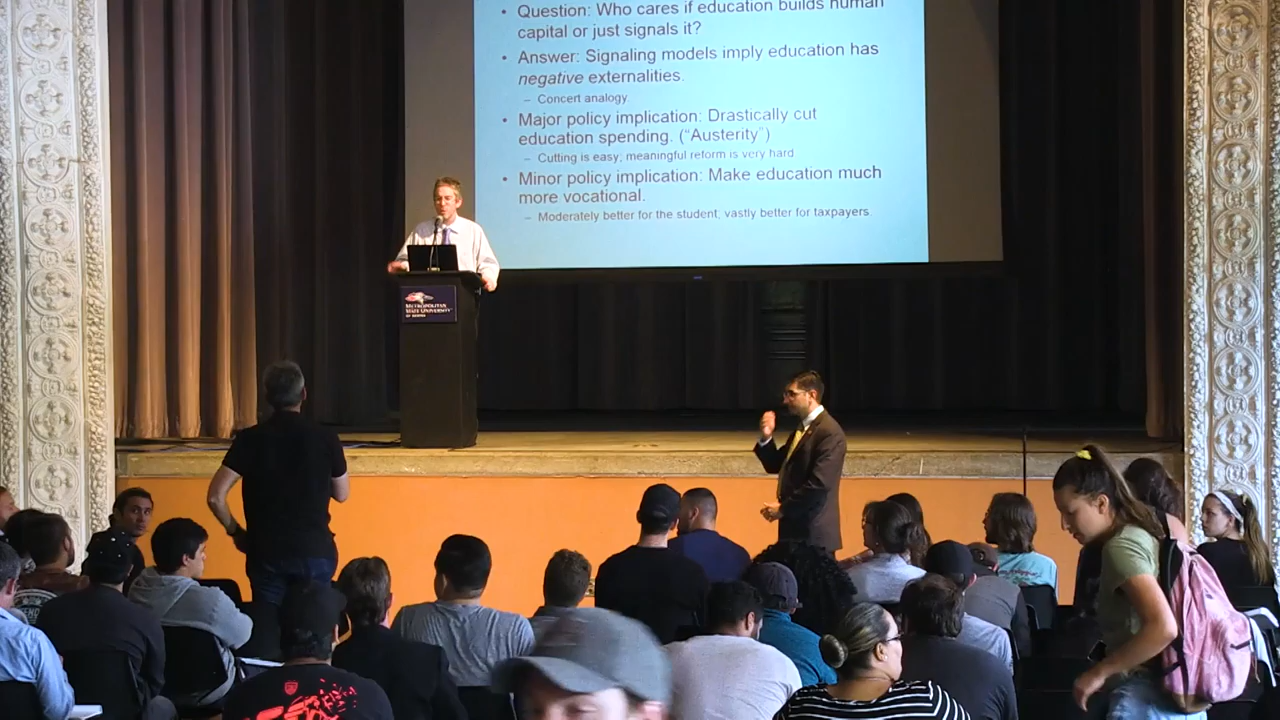 • Question: Who cares if education builds human
capital or just signals it?
• Answer: Signaling models imply education has
negative externalities.
– Concert analogy.
• Major policy implication: Drastically cut
education spending. ("Austerity")
– Cutting is easy; meaningful reform is very hard.
• Minor policy implication: Make education much
more vocational.
– Moderately better for the student; vastly better for taxpayers.
METROPOLITAN
STATE UNIVERSITY
OF DENVER